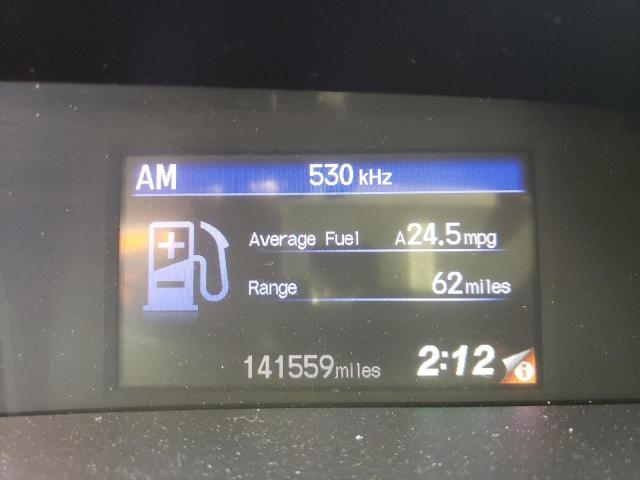 AM 530 kHz
Average Fuel A24.5mpg
Range 62miles
141559miles 2:12 i